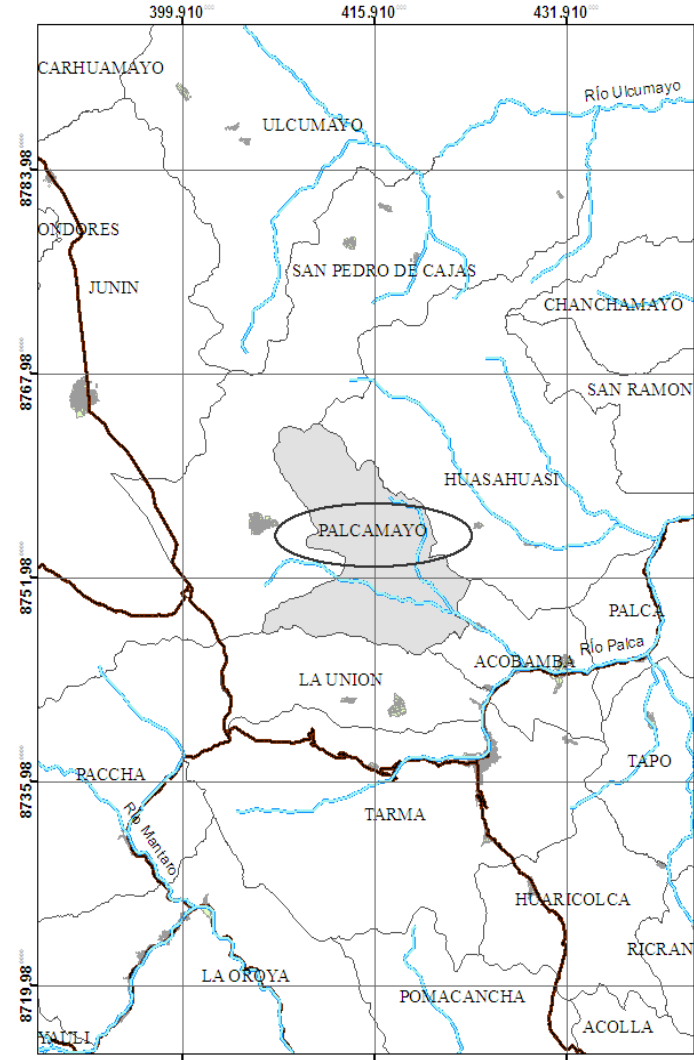 399.910 415.910 431.910
CARHUAMAYO
Río Ulcumayo
ULCUMAYO
8783.98
ONDORES
SAN PEDRO DE CAJAS
JUNIN
CHANCHAMAYO
8767.98
SAN RAMON
HUASAHUASI
PALCAMAYO
8751.98
PALCA
Río Palca
ACOBAMBA
LA UNION
TAPO
PACCHA
8735.98
TARMA
Río Mantaro
HUARICOLCA
RICRAN
LA OROYA
8719.98
POMACANCHA
ACOLLA
YAULI